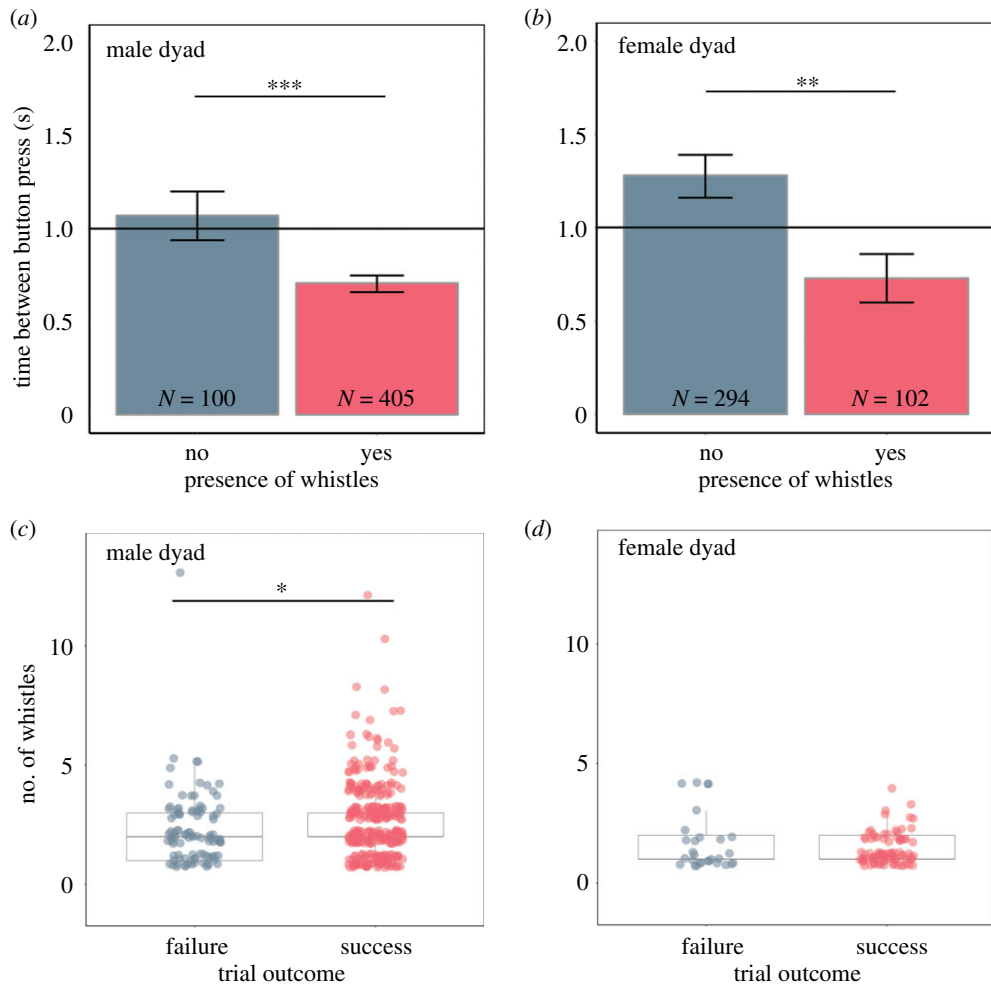 (a)
male dyad
***
2.0
1.5
1.0
0.5
0
time between button press (s)
N = 100
N = 405
no
yes
presence of whistles
(b)
female dyad
**
2.0
1.5
1.0
0.5
0
N = 294
N = 102
no
yes
presence of whistles
(c)
male dyad
*
10
5
0
no. of whistles
failure
success
trial outcome
(d)
female dyad
10
5
0
failure
success
trial outcome